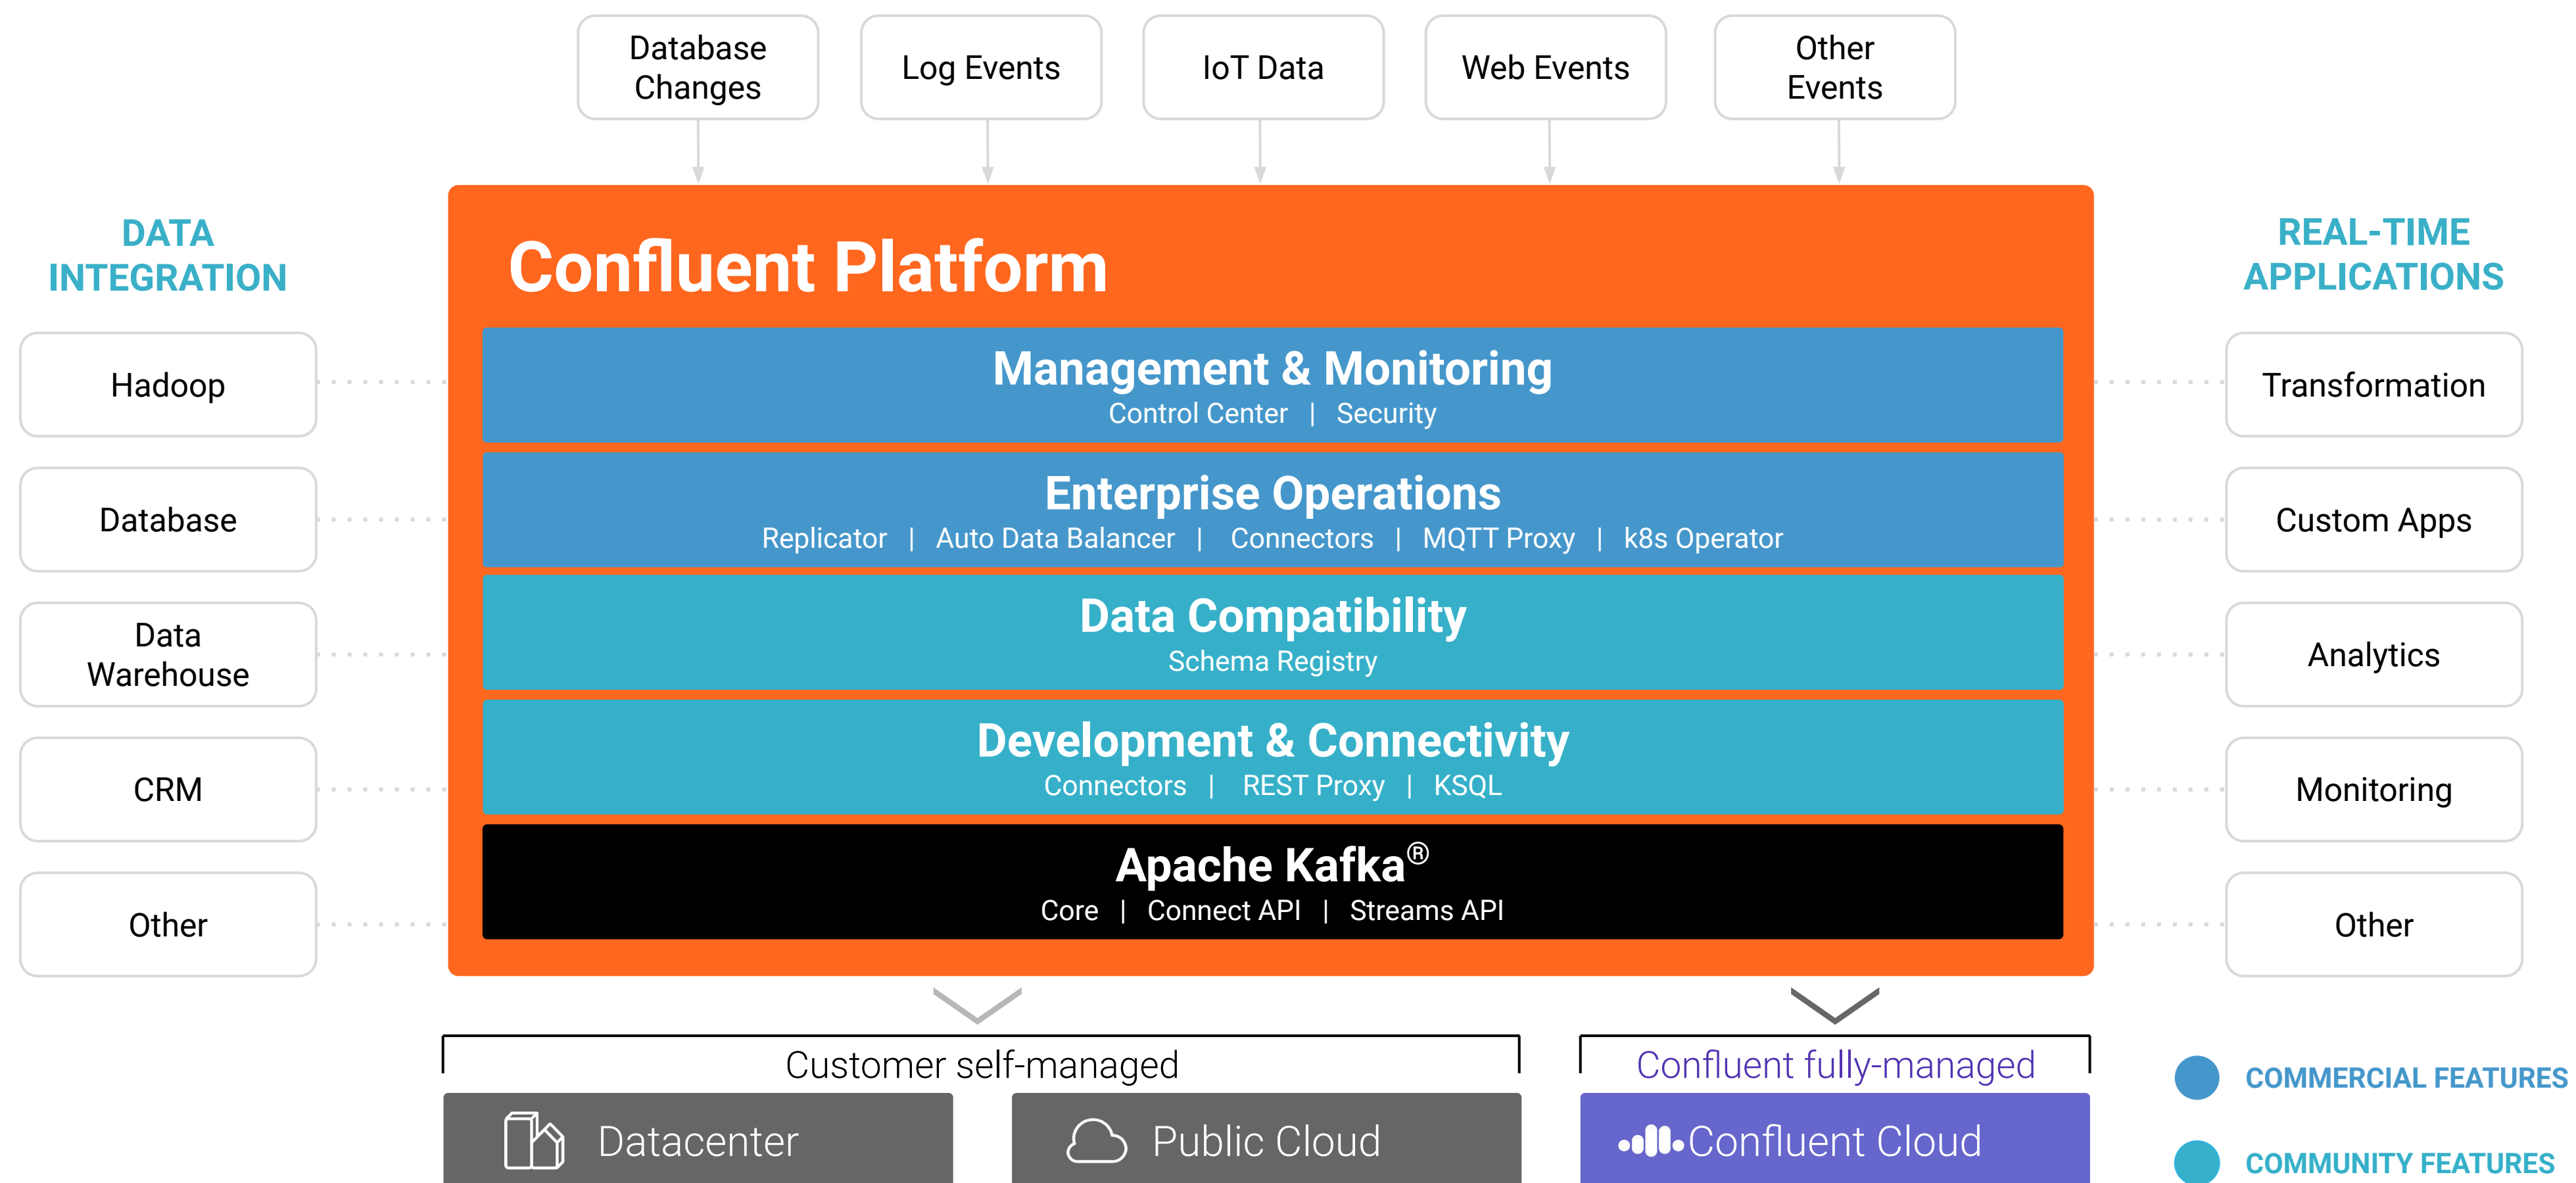 Database
Changes
Log Events
IoT Data
Web Events
Other
Events
DATA
INTEGRATION
Hadoop
Database
Data
Warehouse
CRM
Other
Confluent Platform
Management & Monitoring
Control Center | Security
Enterprise Operations
Replicator | Auto Data Balancer | Connectors | MQTT Proxy | k8s Operator
Data Compatibility
Schema Registry
Development & Connectivity
Connectors | REST Proxy | KSQL
Apache Kafka®
Core | Connect API | Streams API
REAL-TIME
APPLICATIONS
Transformation
Custom Apps
Analytics
Monitoring
Other
Customer self-managed
Datacenter
Public Cloud
Confluent fully-managed
Confluent Cloud
COMMERCIAL FEATURES
COMMUNITY FEATURES